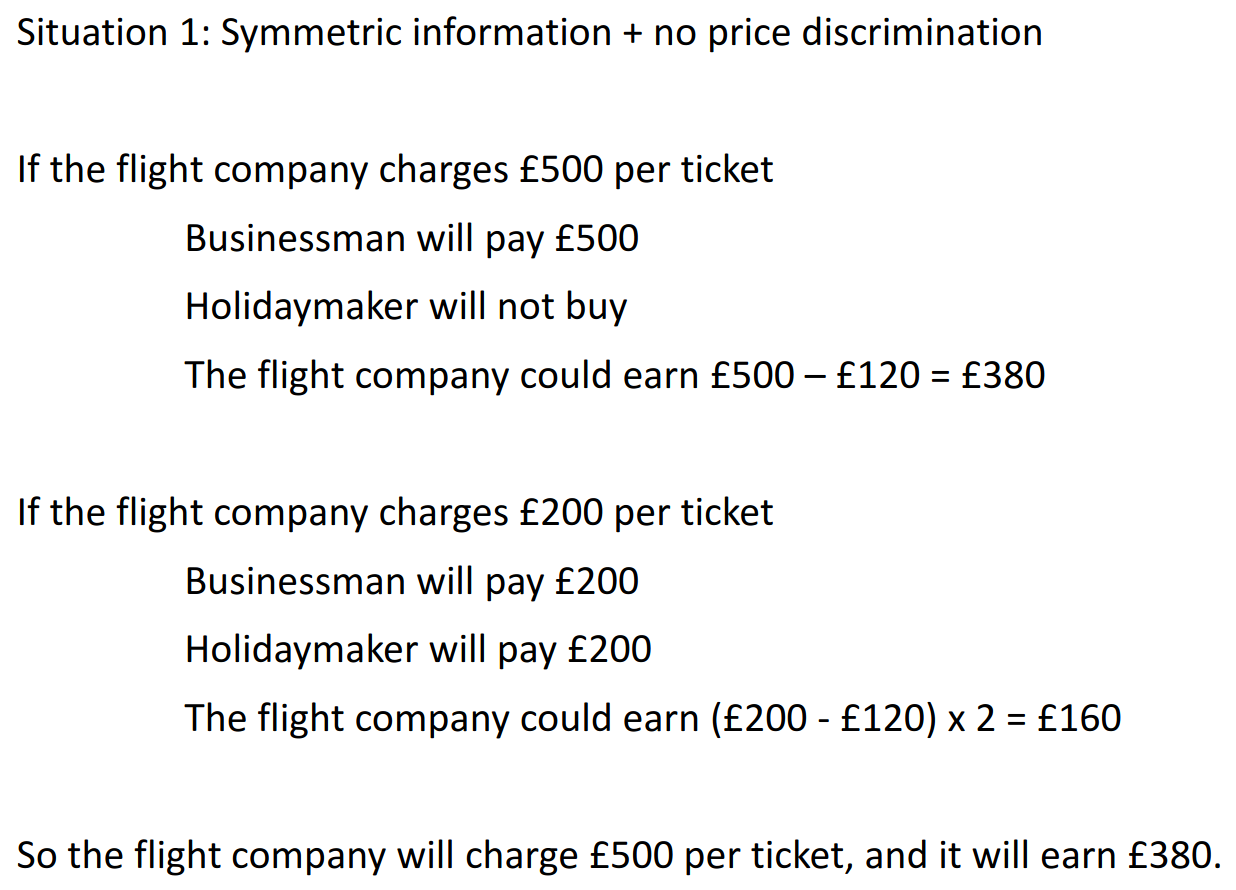 Situation 1: Symmetric information + no price discrimination
If the flight company charges £500 per ticket
Businessman will pay £500
Holidaymaker will not buy
The flight company could earn £500 – £120 = £380
If the flight company charges £200 per ticket
Businessman will pay £200
Holidaymaker will pay £200
The flight company could earn (£200 - £120) x 2 = £160
So the flight company will charge £500 per ticket, and it will earn £380.